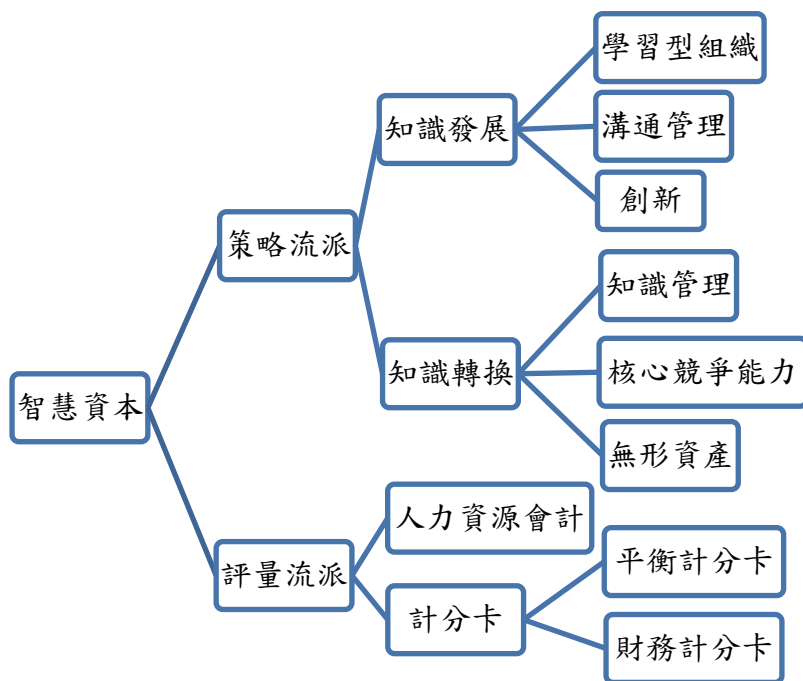 智慧資本
策略流派
知識發展
學習型組織
溝通管理
創新
知識轉換
知識管理
核心競爭能力
無形資產
評量流派
人力資源會計
計分卡
平衡計分卡
財務計分卡